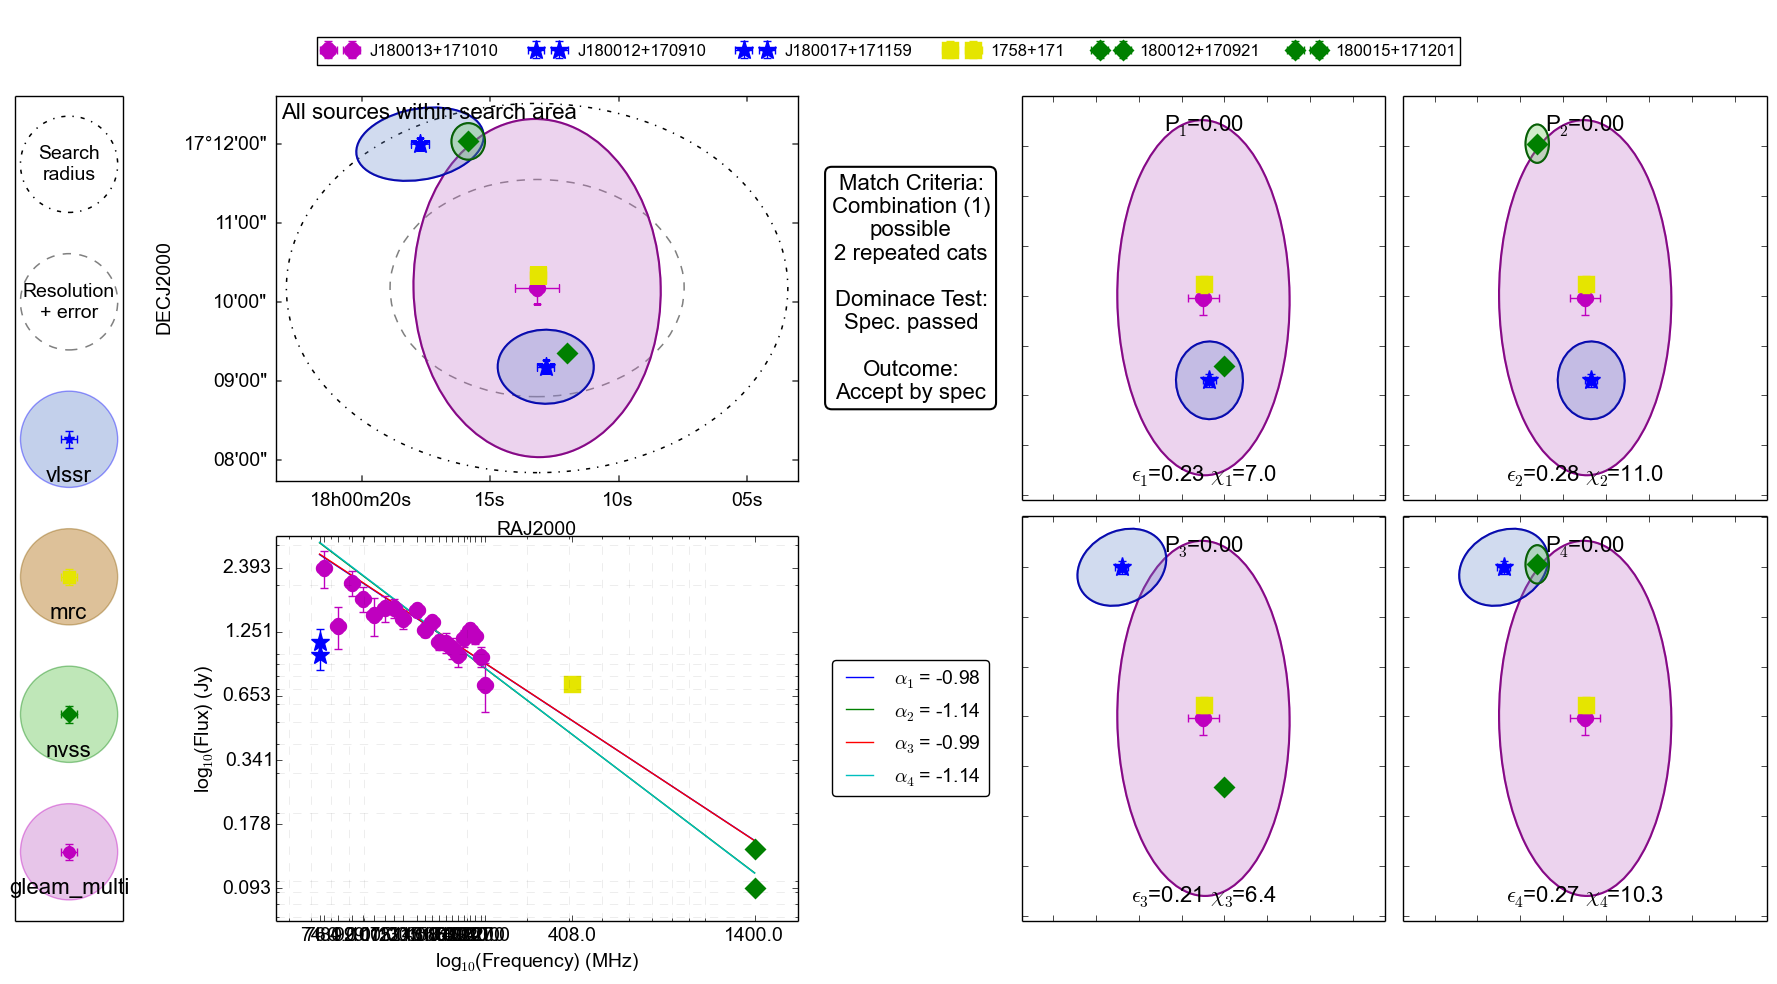 J180013+171010 J180012+170910 J180017+171159 1758+171 180012+170921 180015+171201
Search
radius
Resolution
+ error
vlssr
mrc
nvss
gleam_multi
All sources within search area
DECJ2000
17°12'00"
11'00"
10'00"
09'00"
08'00"
18h00m20s 15s 10s 05s
RAJ2000
Match Criteria:
Combination (1)
possible
2 repeated cats
Dominace Test:
Spec. passed
Outcome:
Accept by spec
P₁=0.00
ϵ₁=0.23 χ₁=7.0
P₂=0.00
ϵ₂=0.28 χ₂=11.0
P₃=0.00
ϵ₃=0.21 χ₃=6.4
P₄=0.00
ϵ₄=0.27 χ₄=10.3
log₁₀(Flux) (Jy)
2.393
1.251
0.653
0.341
0.178
0.093
408.0 1400.0
log₁₀(Frequency) (MHz)
α₁ = -0.98
α₂ = -1.14
α₃ = -0.99
α₄ = -1.14